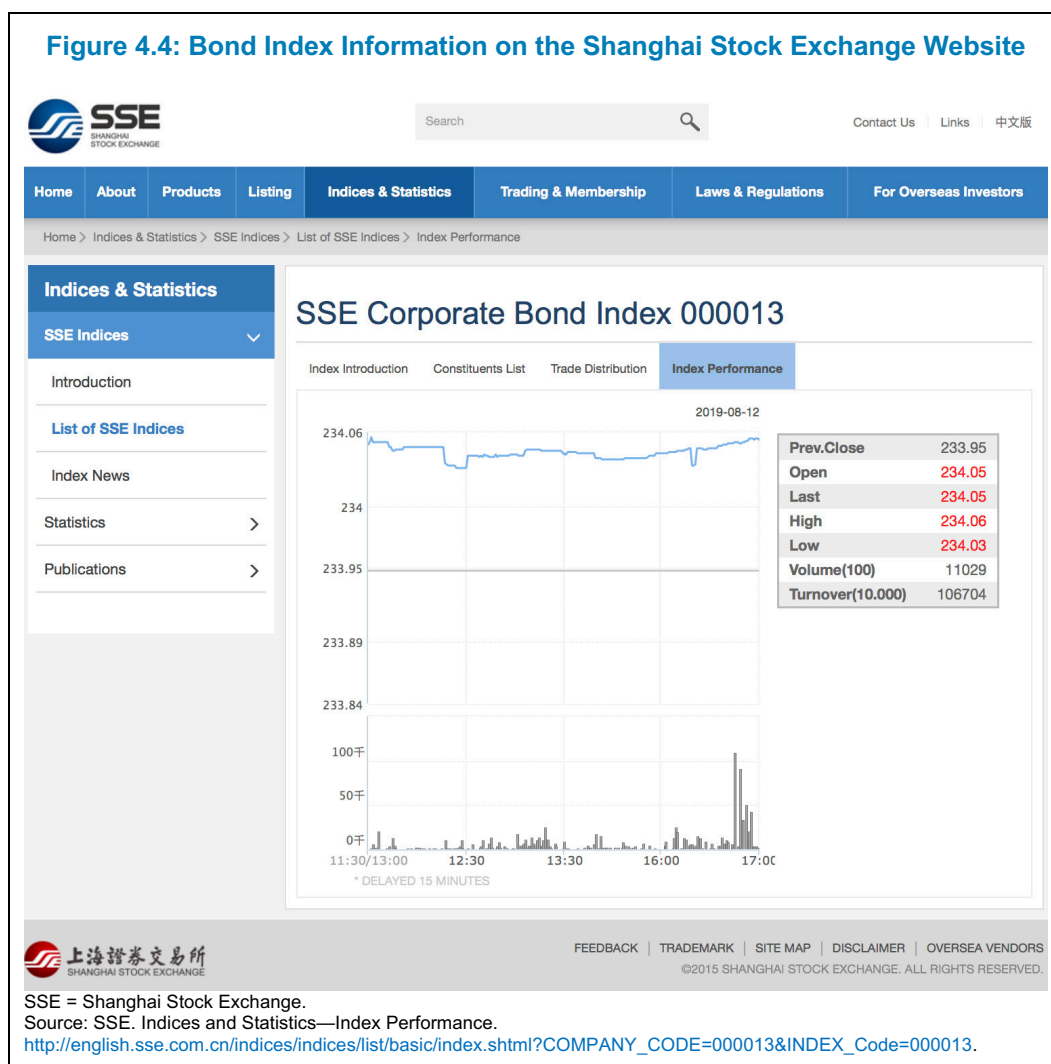 Figure 4.4: Bond Index Information on the Shanghai Stock Exchange Website
SSE
SHANGHAI
STOCK EXCHANGE
Search
Contact Us Links 中文版
Home About Products Listing Indices & Statistics Trading & Membership Laws & Regulations For Overseas Investors
Home > Indices & Statistics > SSE Indices > List of SSE Indices > Index Performance
Indices & Statistics
SSE Indices
Introduction
List of SSE Indices
Index News
Statistics
Publications
SSE Corporate Bond Index 000013
Index Introduction Constituents List Trade Distribution Index Performance
2019-08-12
234.06
234
233.95
233.89
233.84
100千
50千
0千
11:30/13:00 12:30 13:30 16:00 17:00
* DELAYED 15 MINUTES
Prev.Close 233.95
Open 234.05
Last 234.05
High 234.06
Low 234.03
Volume(100) 11029
Turnover(10.000) 106704
上海證券交易所
SHANGHAI STOCK EXCHANGE
FEEDBACK | TRADEMARK | SITE MAP | DISCLAIMER | OVERSEA VENDORS
©2015 SHANGHAI STOCK EXCHANGE. ALL RIGHTS RESERVED.
SSE = Shanghai Stock Exchange.
Source: SSE. Indices and Statistics—Index Performance.
http://english.sse.com.cn/indices/indices/list/basic/index.shtml?COMPANY_CODE=000013&INDEX_Code=000013.